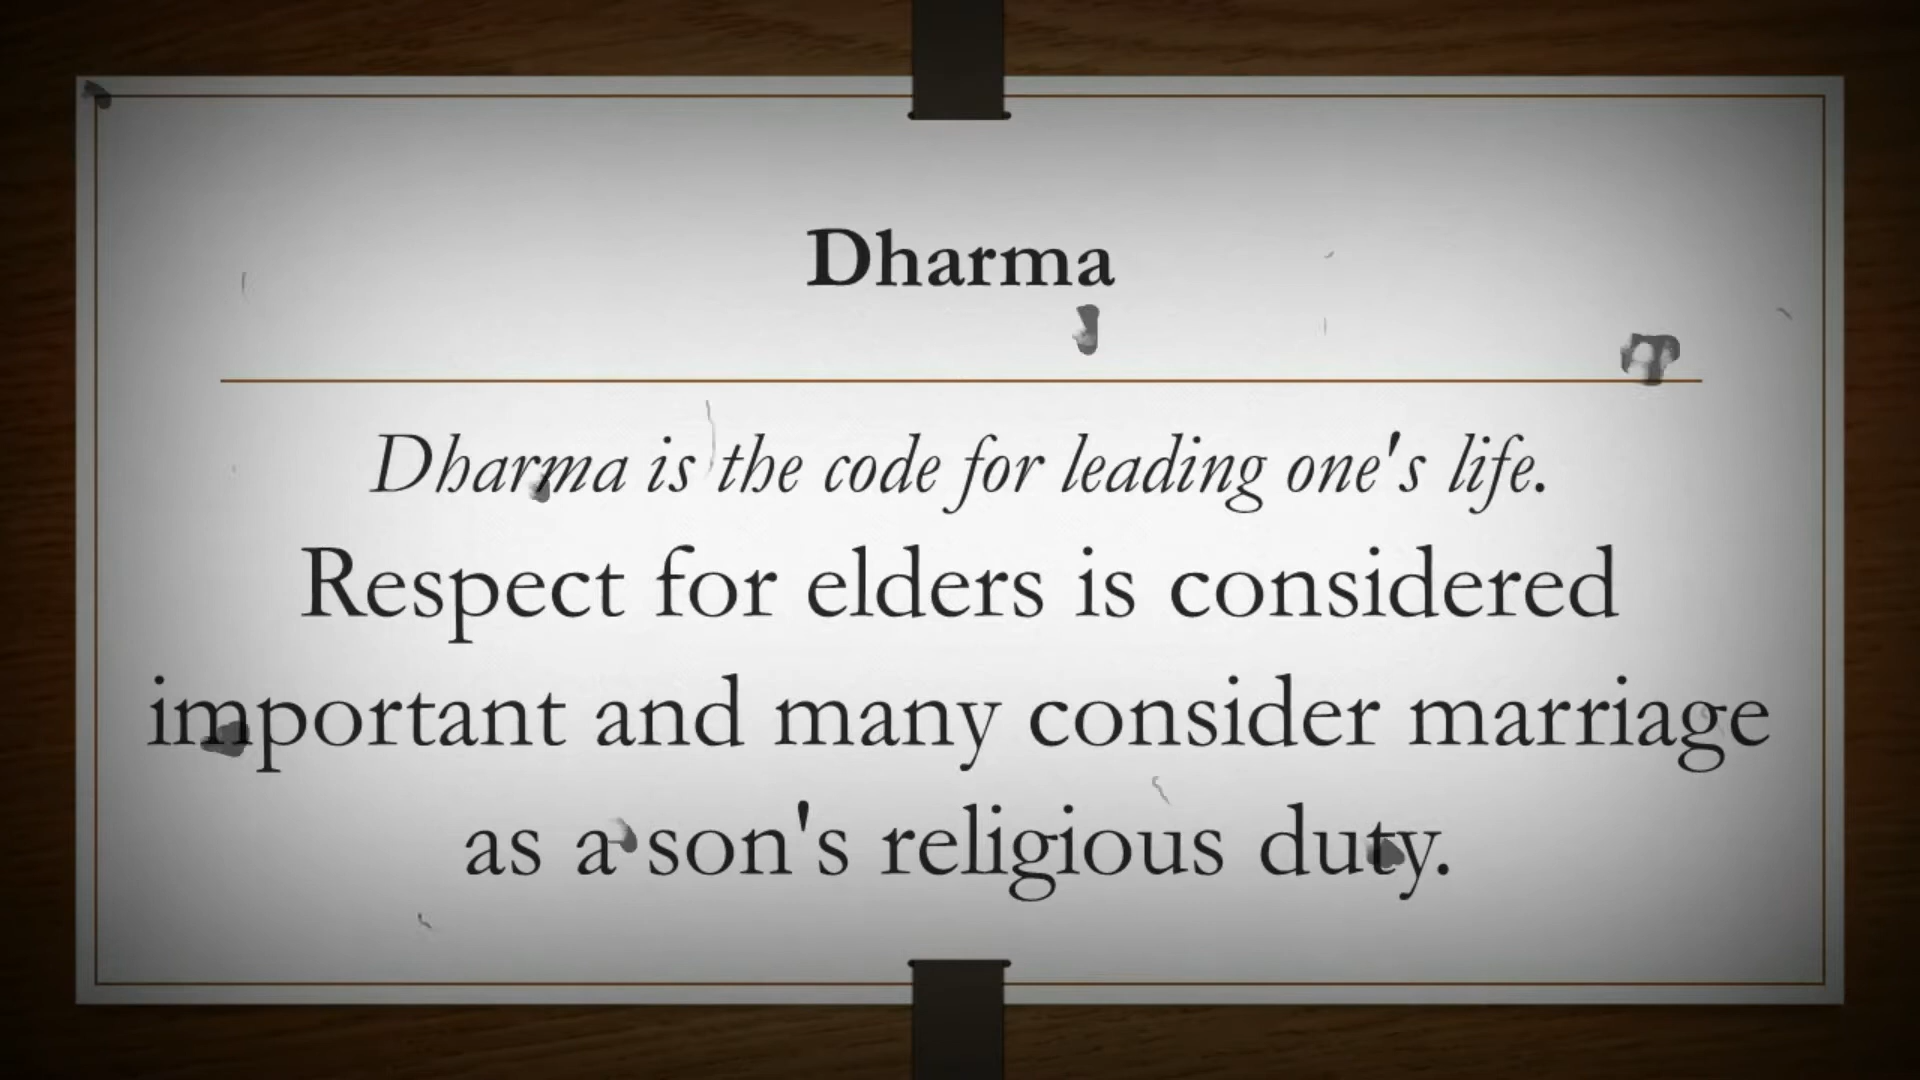 Dharma
Dharma is the code for leading one's life.
Respect for elders is considered
important and many consider marriage
as a son's religious duty.